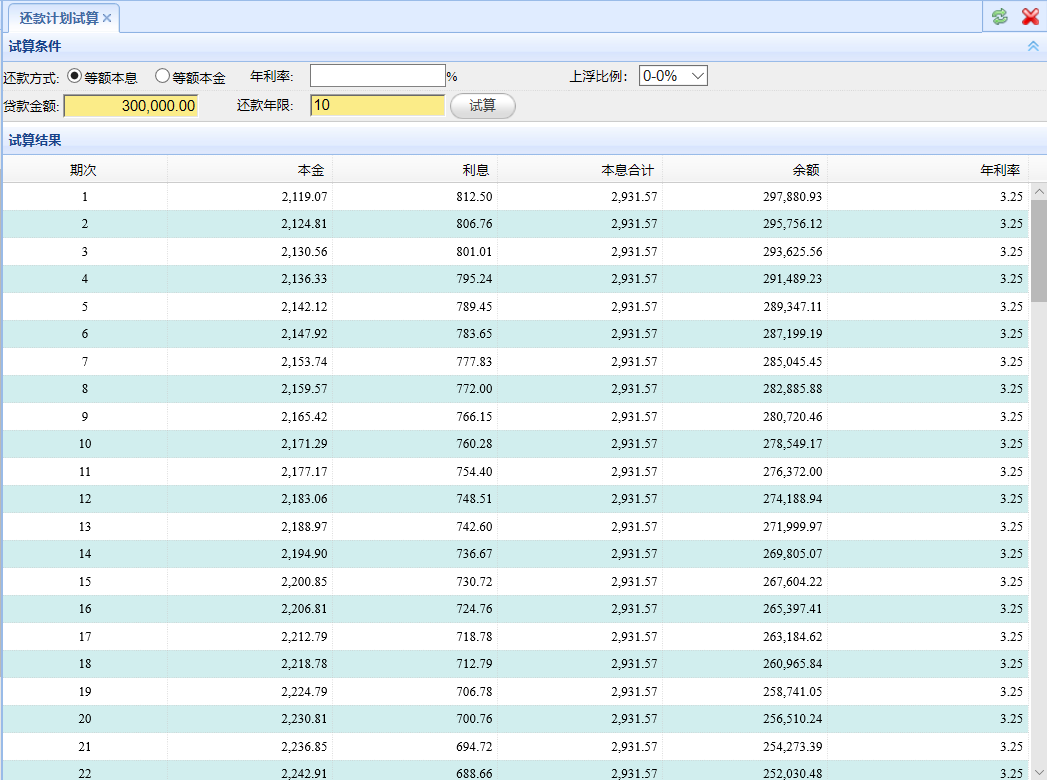 还款计划试算
试算条件
还款方式: 等额本息 等额本金 年利率: % 上浮比例: 0-0%
贷款金额: 300,000.00 还款年限: 10 试算
试算结果
期次 本金 利息 本息合计 余额 年利率
1 2,119.07 812.50 2,931.57 297,880.93 3.25
2 2,124.81 806.76 2,931.57 295,756.12 3.25
3 2,130.56 801.01 2,931.57 293,625.56 3.25
4 2,136.33 795.24 2,931.57 291,489.23 3.25
5 2,142.12 789.45 2,931.57 289,347.11 3.25
6 2,147.92 783.65 2,931.57 287,199.19 3.25
7 2,153.74 777.83 2,931.57 285,045.45 3.25
8 2,159.57 772.00 2,931.57 282,885.88 3.25
9 2,165.42 766.15 2,931.57 280,720.46 3.25
10 2,171.29 760.28 2,931.57 278,549.17 3.25
11 2,177.17 754.40 2,931.57 276,372.00 3.25
12 2,183.06 748.51 2,931.57 274,188.94 3.25
13 2,188.97 742.60 2,931.57 271,999.97 3.25
14 2,194.90 736.67 2,931.57 269,805.07 3.25
15 2,200.85 730.72 2,931.57 267,604.22 3.25
16 2,206.81 724.76 2,931.57 265,397.41 3.25
17 2,212.79 718.78 2,931.57 263,184.62 3.25
18 2,218.78 712.79 2,931.57 260,965.84 3.25
19 2,224.79 706.78 2,931.57 258,741.05 3.25
20 2,230.81 700.76 2,931.57 256,510.24 3.25
21 2,236.85 694.72 2,931.57 254,273.39 3.25
22 2,242.91 688.66 2,931.57 252,030.48 3.25